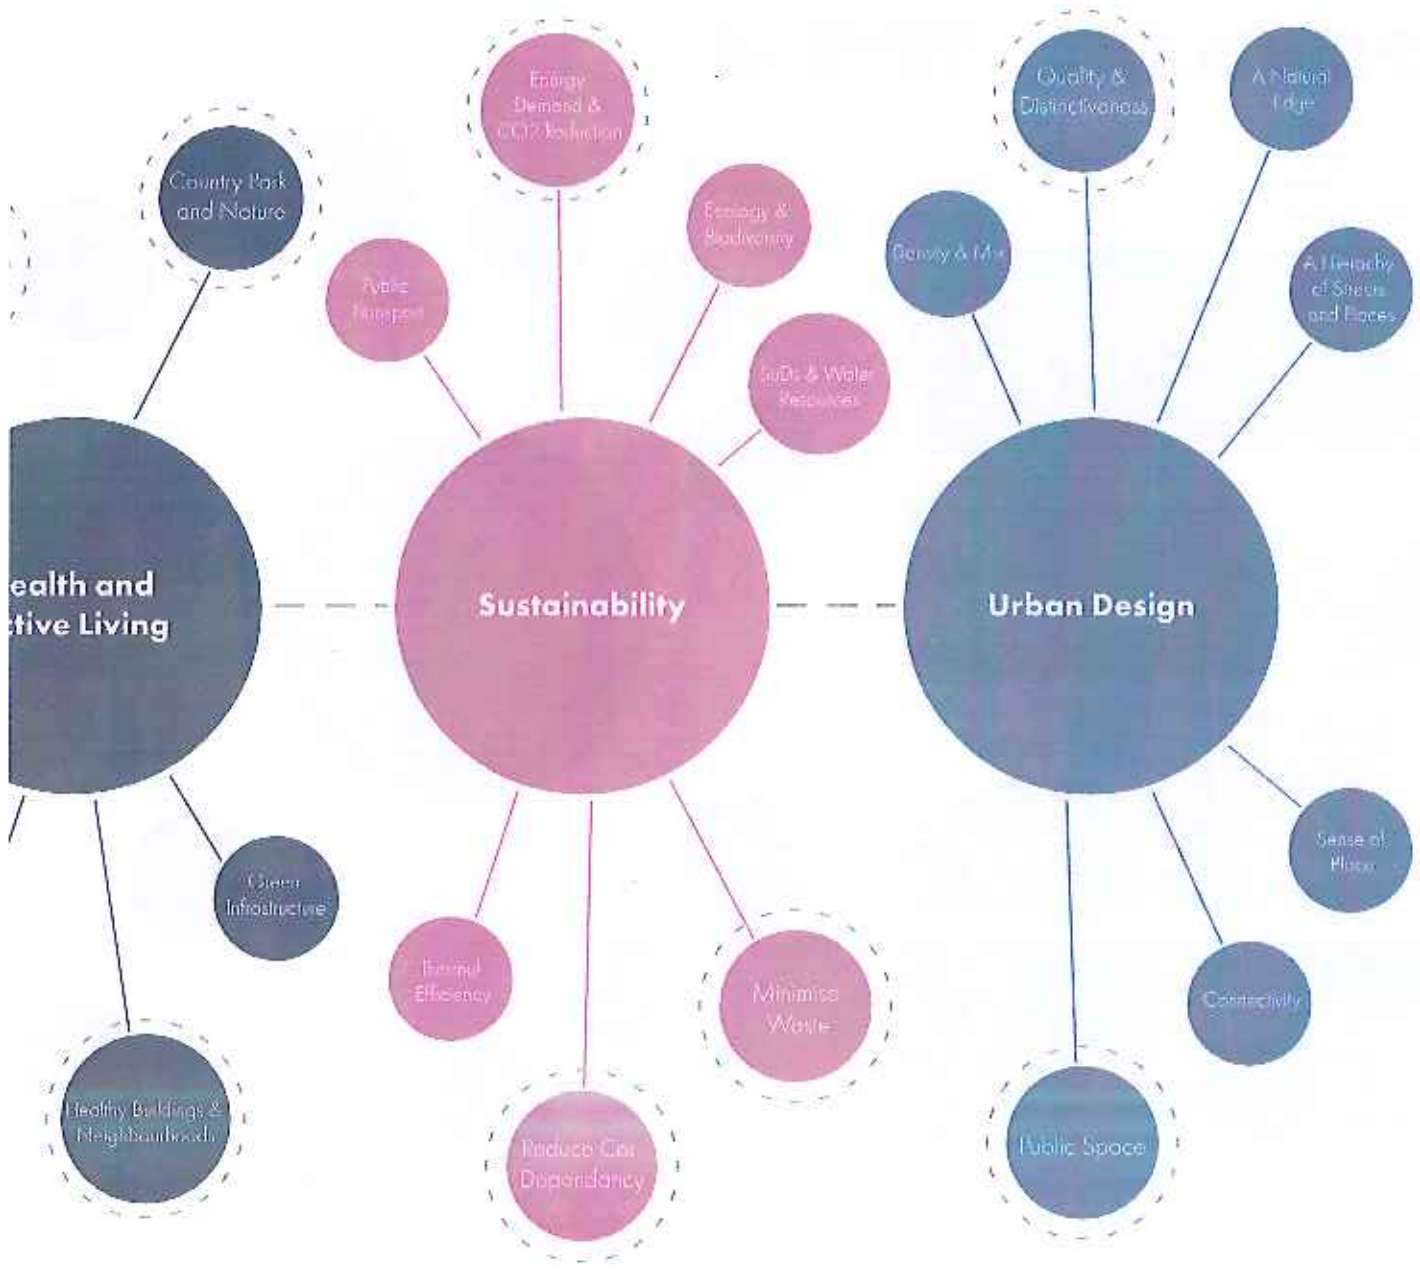 Country Park
and Nature
ealth and
ctive Living
Green
Infrastructure
Healthy Buildings &
Neighbourhoods
Energy
Demand &
CO2 Reduction
Public
Transport
Ecology &
Biodiversity
SuDs & Water
Resources
Sustainability
Thermal
Efficiency
Reduce Car
Dependancy
Minimise
Waste
Quality &
Distinctiveness
A Natural
Edge
Density & Mix
A Hierachy
of Streets
and Places
Urban Design
Sense of
Place
Connectivity
Public Space